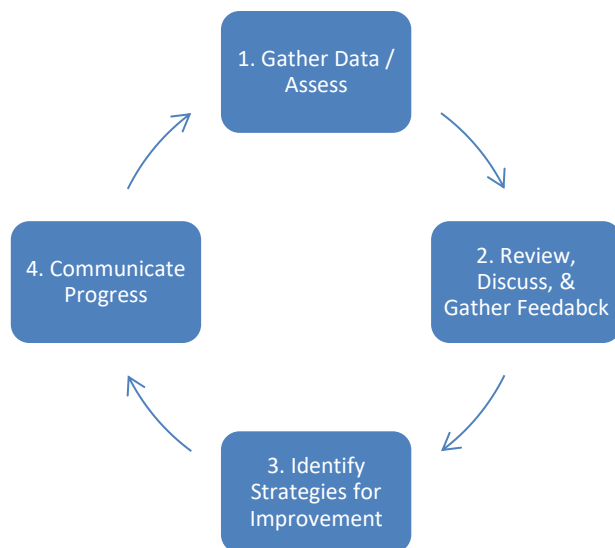 1. Gather Data /
Assess
2. Review,
Discuss, &
Gather Feedabck
3. Identify
Strategies for
Improvement
4. Communicate
Progress